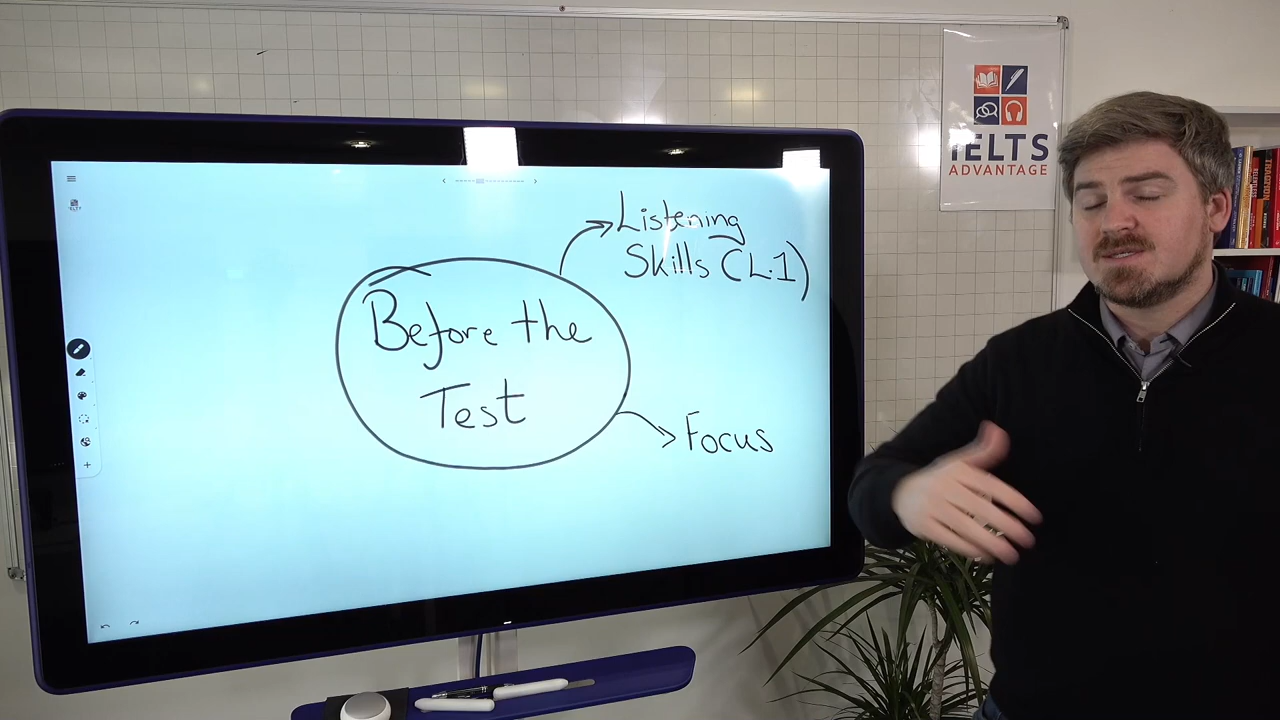 Listening
Skills (L.1)
Before the
Test
Focus
IELTS
ADVANTAGE